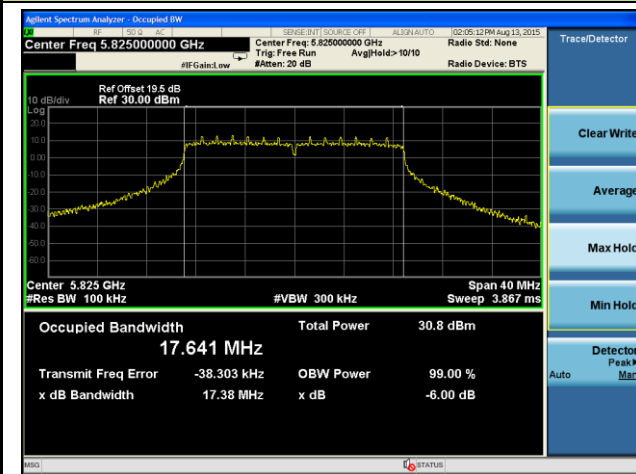 Agilent Spectrum Analyzer - Occupied BW
RF 50 Ω AC SENSE:INT SOURCE OFF ALIGN AUTO 02:05:12 PM Aug 13, 2015
Center Freq 5.825000000 GHz
Center Freq: 5.825000000 GHz
Radio Std: None
Trig: Free Run Avg|Hold:>10/10
#IFGain:Low
#Atten: 20 dB
Radio Device: BTS
Trace/Detector
Ref Offset 19.5 dB
10 dB/div Ref 30.00 dBm
Log
20.0
10.0
0.00
-10.0
-20.0
-30.0
-40.0
-50.0
-60.0
Center 5.825 GHz
Span 40 MHz
#Res BW 100 kHz
#VBW 300 kHz
Sweep 3.867 ms
Occupied Bandwidth
Total Power 30.8 dBm
17.641 MHz
Transmit Freq Error -38.303 kHz
OBW Power 99.00 %
x dB Bandwidth 17.38 MHz
x dB -6.00 dB
Clear Write
Average
Max Hold
Min Hold
Detector
Peak
Auto Man
MSG
STATUS